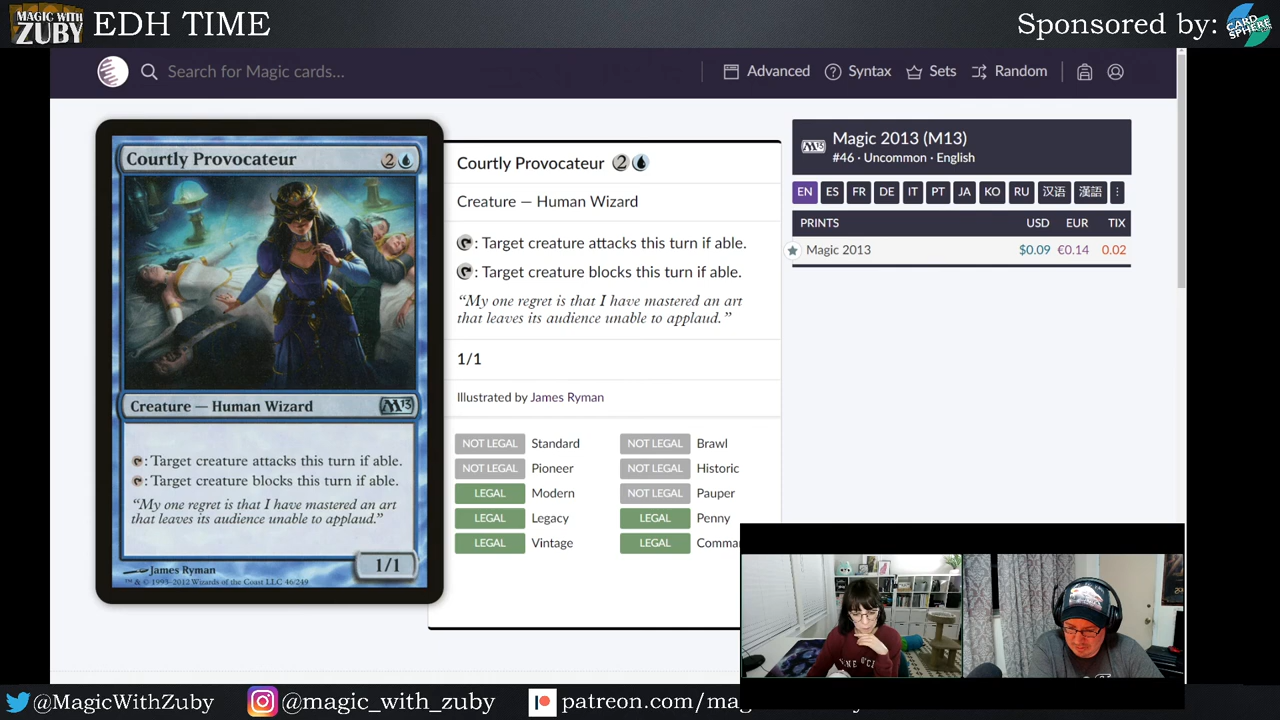 MAGIC WITH
ZUBY
EDH TIME
Sponsored by:
CARD
SPHERE
Search for Magic cards...
Advanced
Syntax
Sets
Random
Courtly Provocateur 2
Creature — Human Wizard
M13
: Target creature attacks this turn if able.
: Target creature blocks this turn if able.
“My one regret is that I have mastered an art
that leaves its audience unable to applaud.”
James Ryman
1/1
™ & © 1993–2012 Wizards of the Coast LLC 46/249
Courtly Provocateur 2
Creature — Human Wizard
: Target creature attacks this turn if able.
: Target creature blocks this turn if able.
“My one regret is that I have mastered an art
that leaves its audience unable to applaud.”
1/1
Illustrated by James Ryman
NOT LEGAL Standard NOT LEGAL Brawl
NOT LEGAL Pioneer NOT LEGAL Historic
LEGAL Modern NOT LEGAL Pauper
LEGAL Legacy LEGAL Penny
LEGAL Vintage LEGAL Comma
M13
Magic 2013 (M13)
#46 · Uncommon · English
EN ES FR DE IT PT JA KO RU 汉语 漢語
PRINTS USD EUR TIX
Magic 2013 $0.09 €0.14 0.02
@MagicWithZuby
@magic_with_zuby
patreon.com/mag